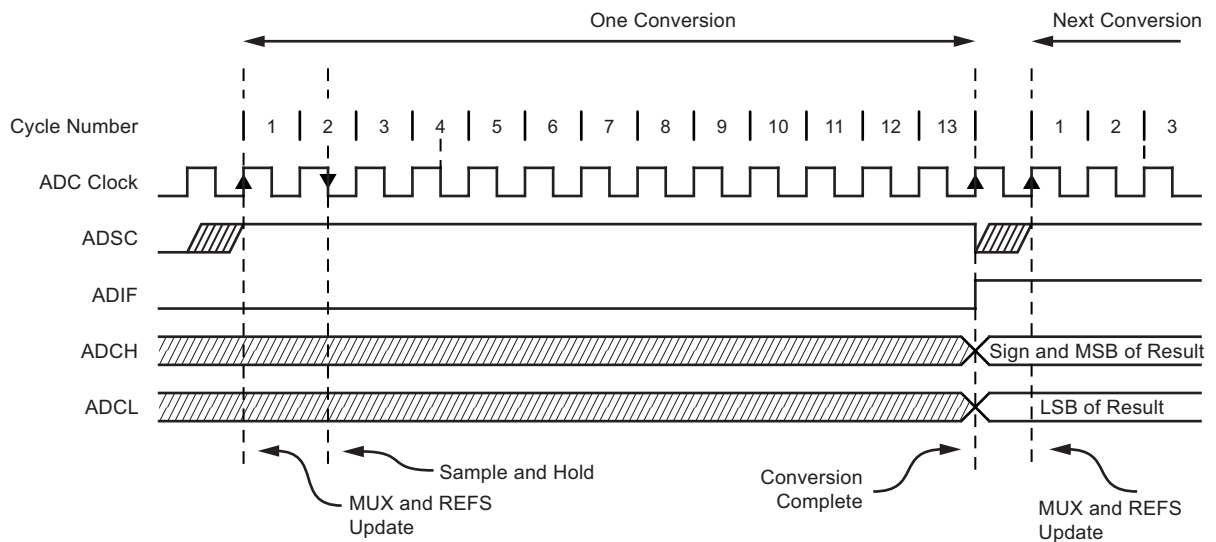 One Conversion
Next Conversion
Cycle Number
1 2 3 4 5 6 7 8 9 10 11 12 13 1 2 3
ADC Clock
ADSC
ADIF
ADCH
Sign and MSB of Result
ADCL
LSB of Result
Sample and Hold
MUX and REFS
Update
Conversion
Complete
MUX and REFS
Update